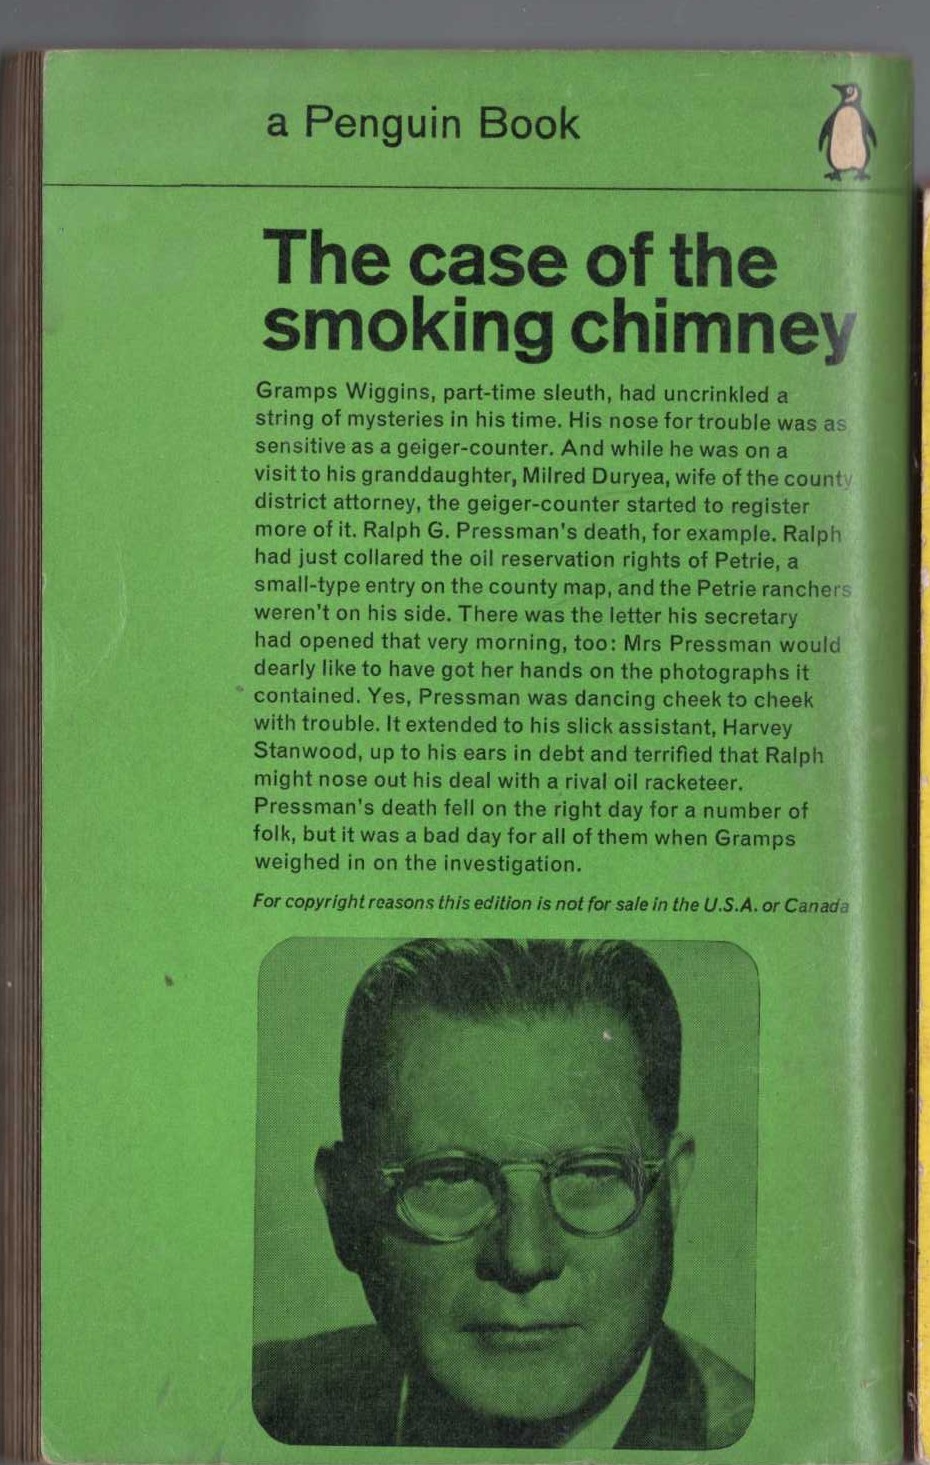 a Penguin Book
The case of the
smoking chimney
Gramps Wiggins, part-time sleuth, had uncrinkled a
string of mysteries in his time. His nose for trouble was as
sensitive as a geiger-counter. And while he was on a
visit to his granddaughter, Milred Duryea, wife of the county
district attorney, the geiger-counter started to register
more of it. Ralph G. Pressman's death, for example. Ralph
had just collared the oil reservation rights of Petrie, a
small-type entry on the county map, and the Petrie ranchers
weren't on his side. There was the letter his secretary
had opened that very morning, too: Mrs Pressman would
dearly like to have got her hands on the photographs it
contained. Yes, Pressman was dancing cheek to cheek
with trouble. It extended to his slick assistant, Harvey
Stanwood, up to his ears in debt and terrified that Ralph
might nose out his deal with a rival oil racketeer.
Pressman's death fell on the right day for a number of
folk, but it was a bad day for all of them when Gramps
weighed in on the investigation.
For copyright reasons this edition is not for sale in the U.S.A. or Canada